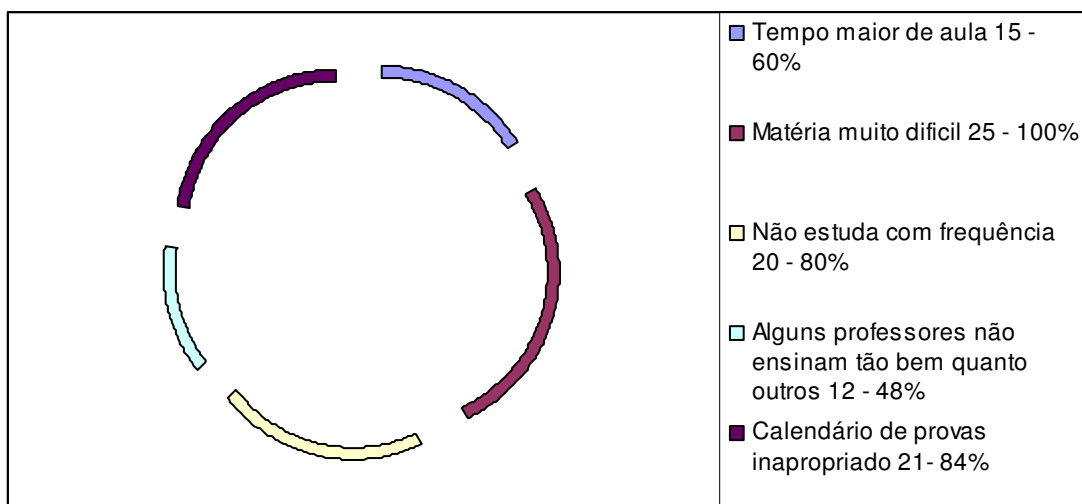 Tempo maior de aula 15 -
60%
Matéria muito dificil 25 - 100%
Não estuda com frequência
20 - 80%
Alguns professores não
ensinam tão bem quanto
outros 12 - 48%
Calendário de provas
inapropriado 21- 84%